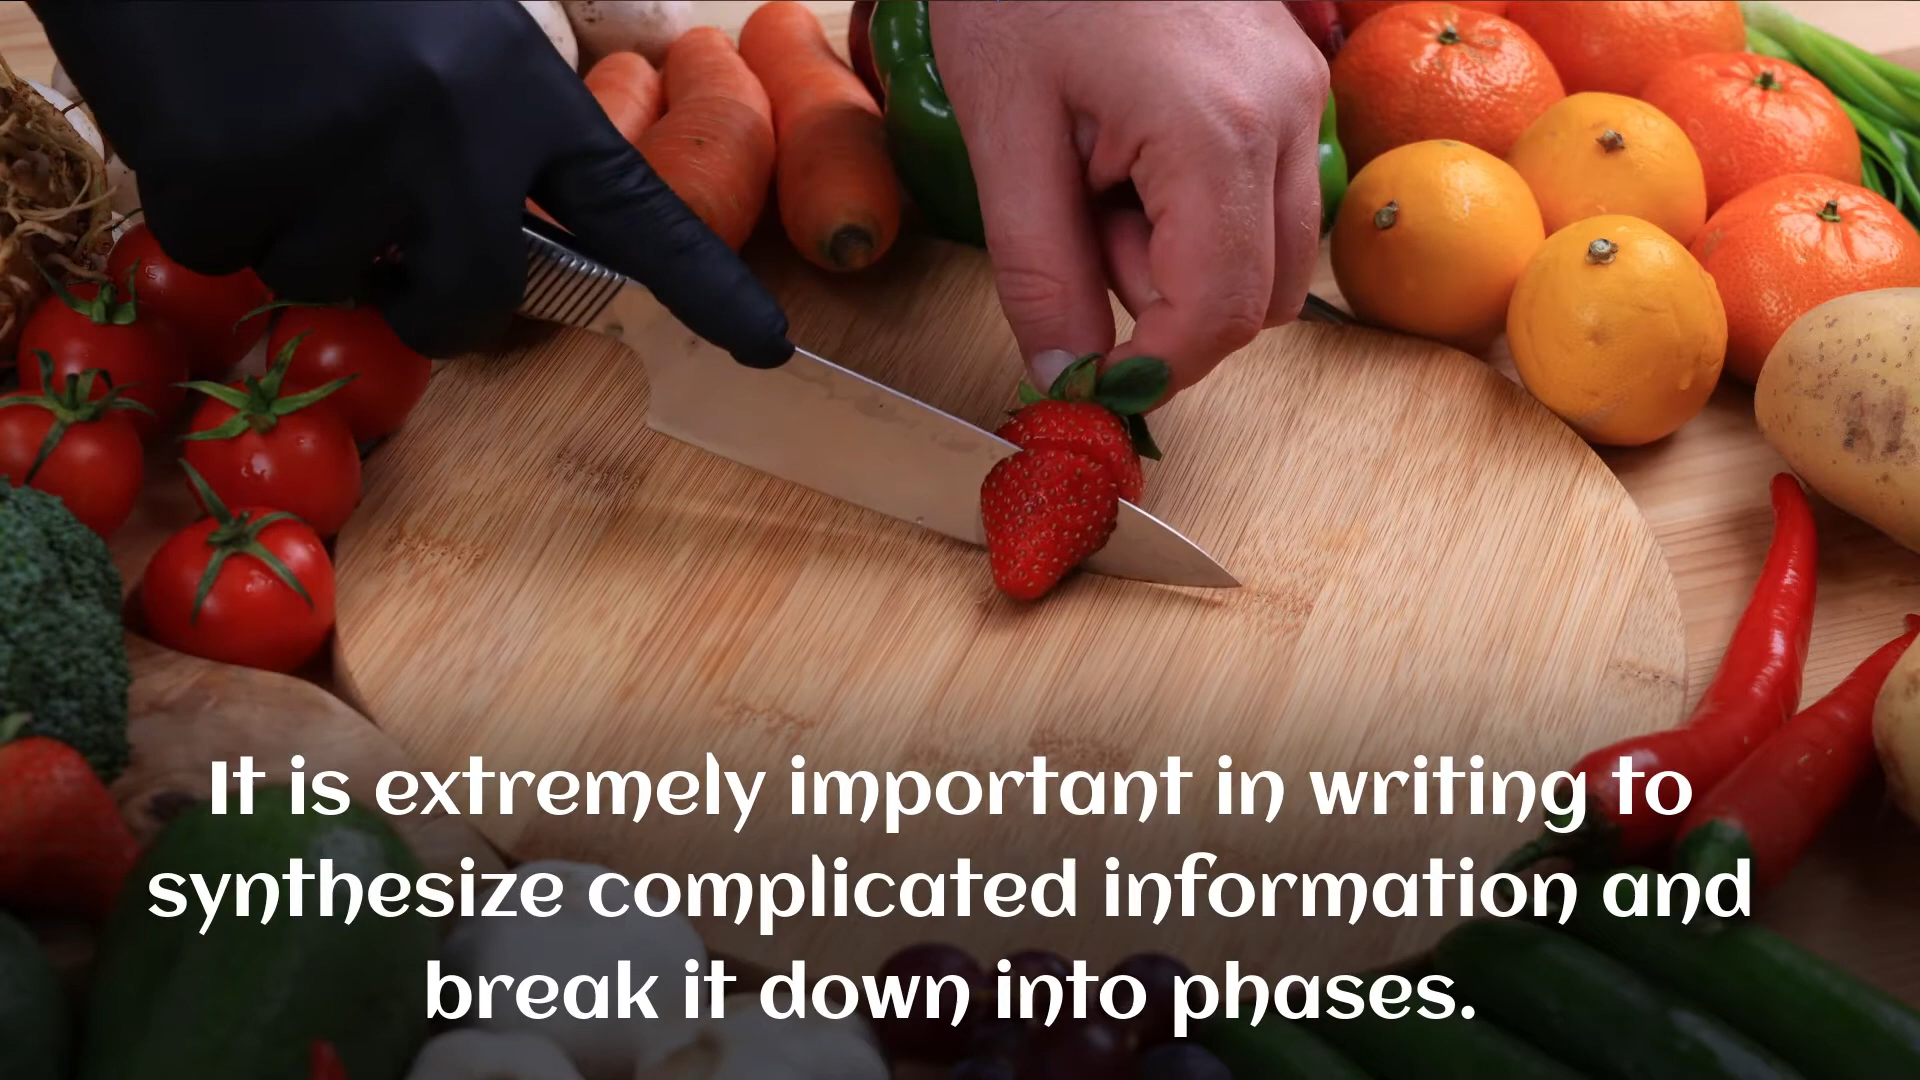 It is extremely important in writing to
synthesize complicated information and
break it down into phases.